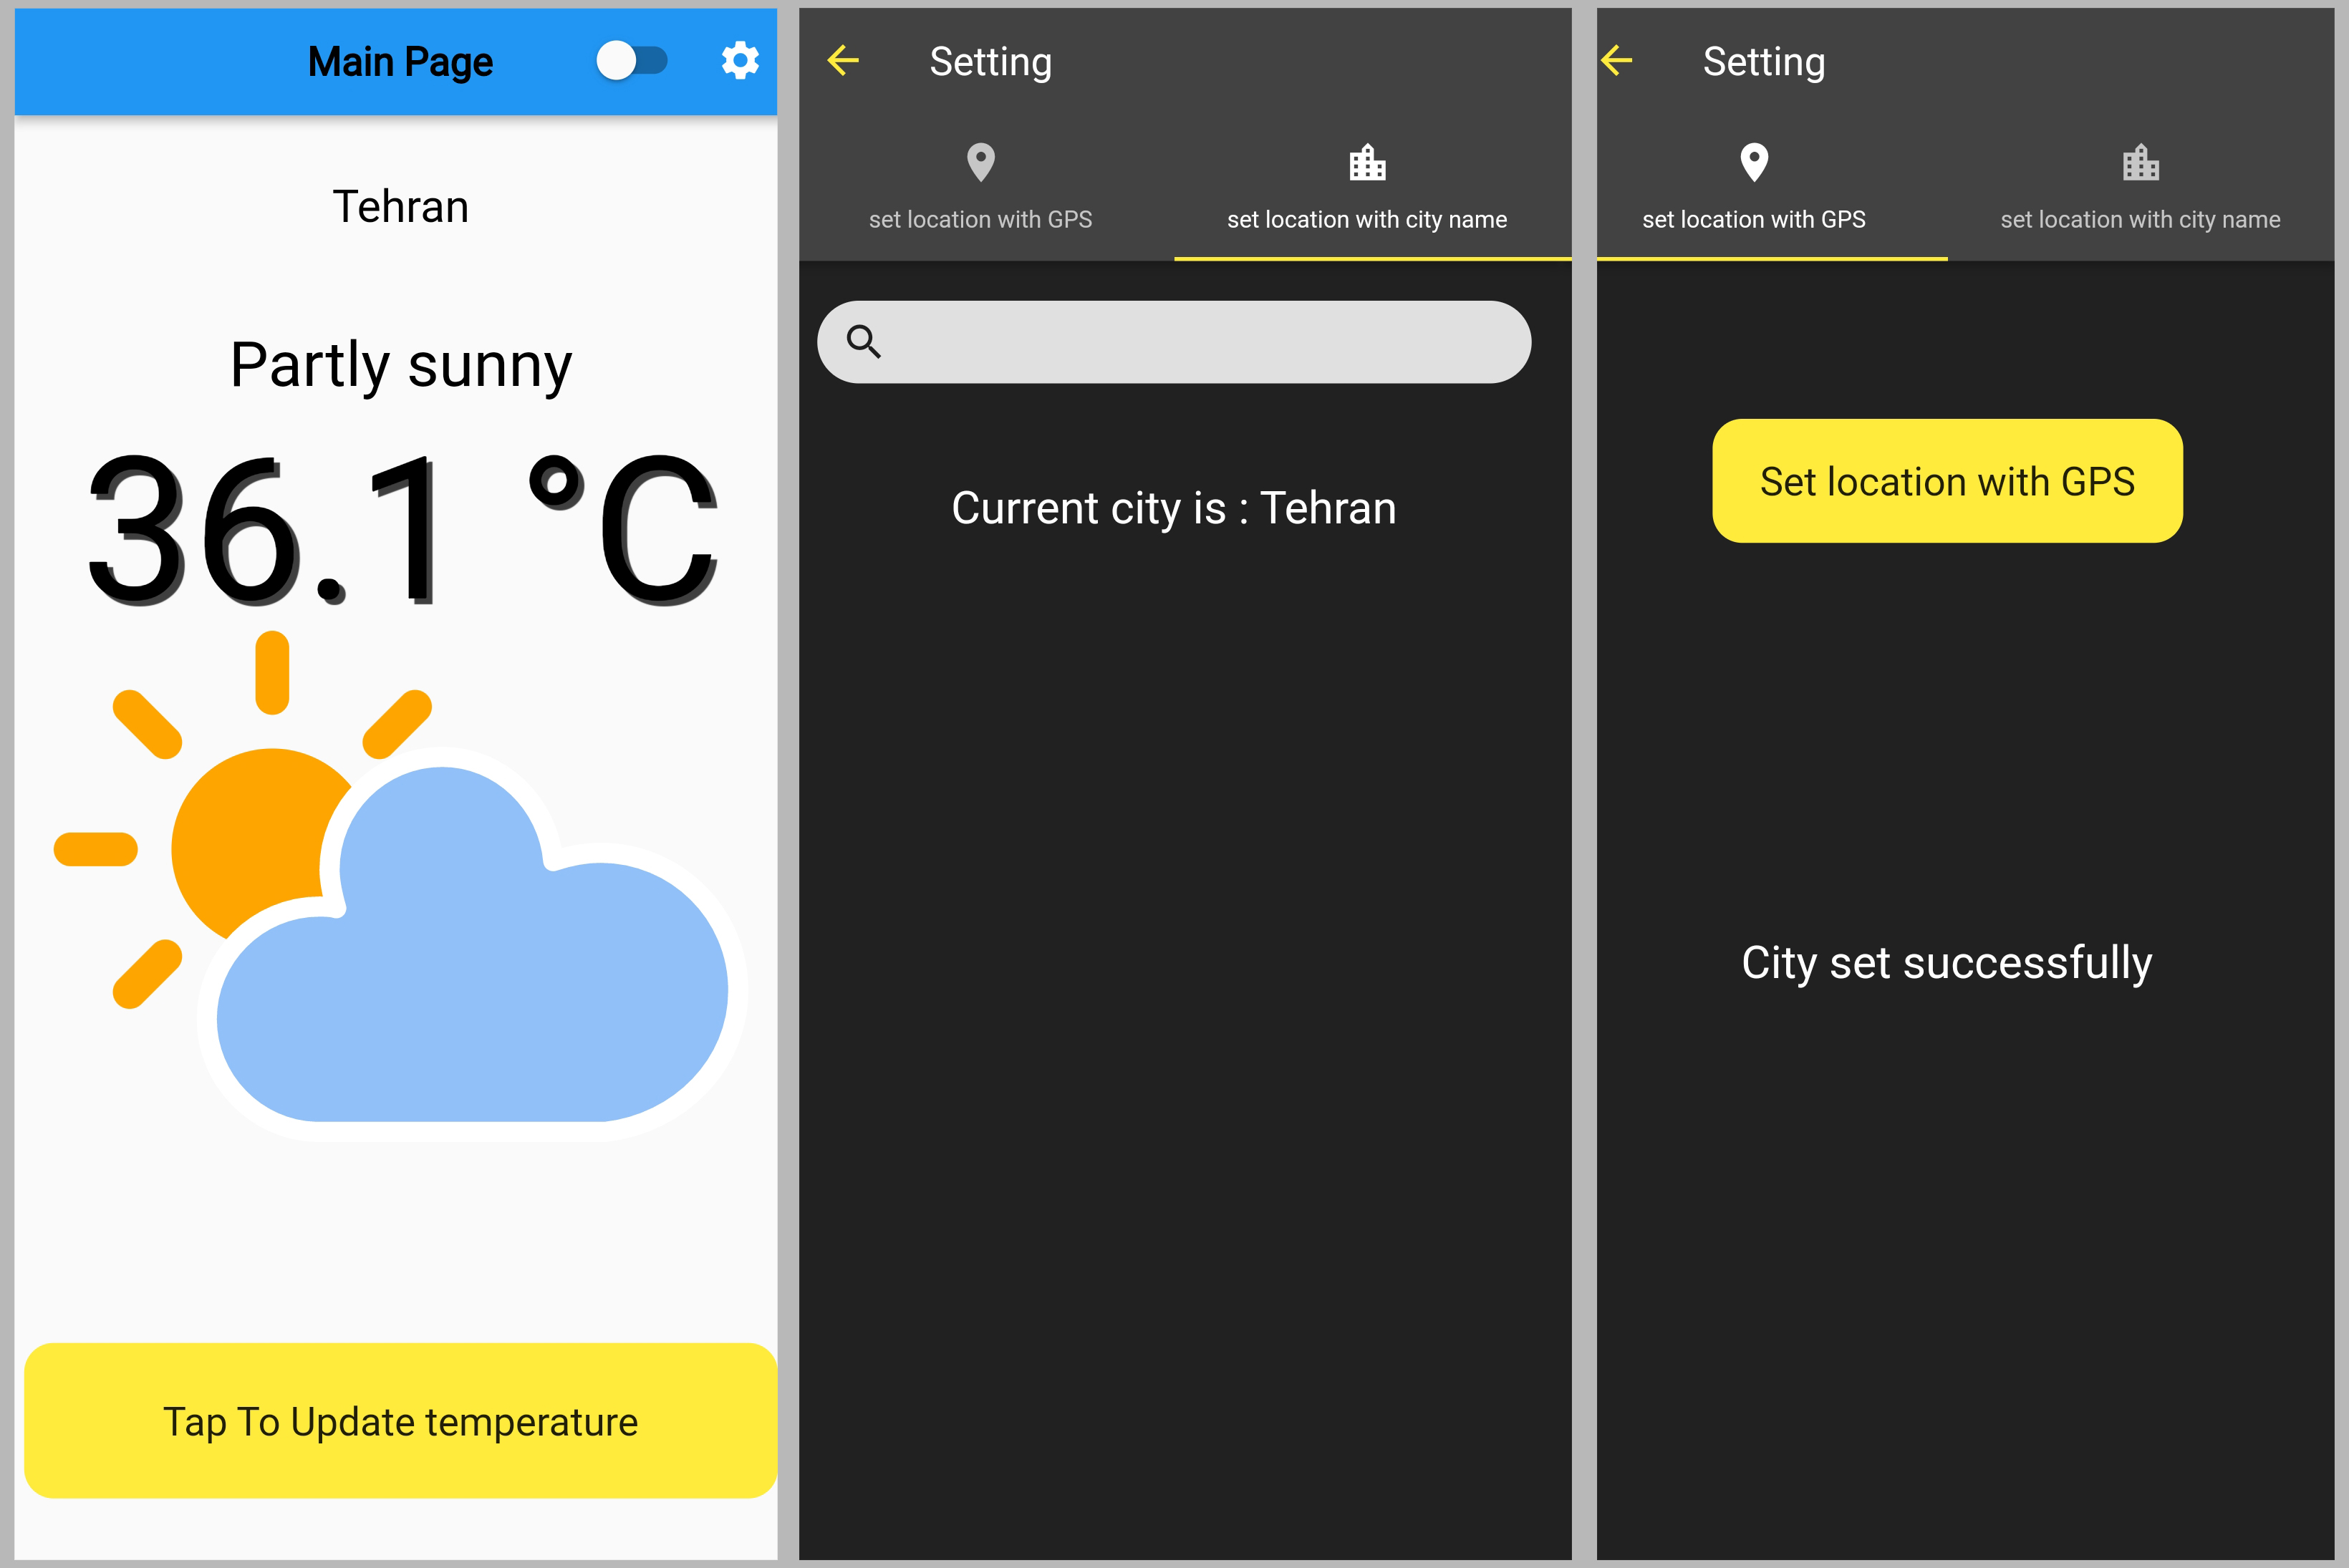 Main Page
Tehran
Partly sunny
36.1 °C
Tap To Update temperature
Setting
set location with GPS
set location with city name
Current city is : Tehran
Setting
set location with GPS
set location with city name
Set location with GPS
City set successfully